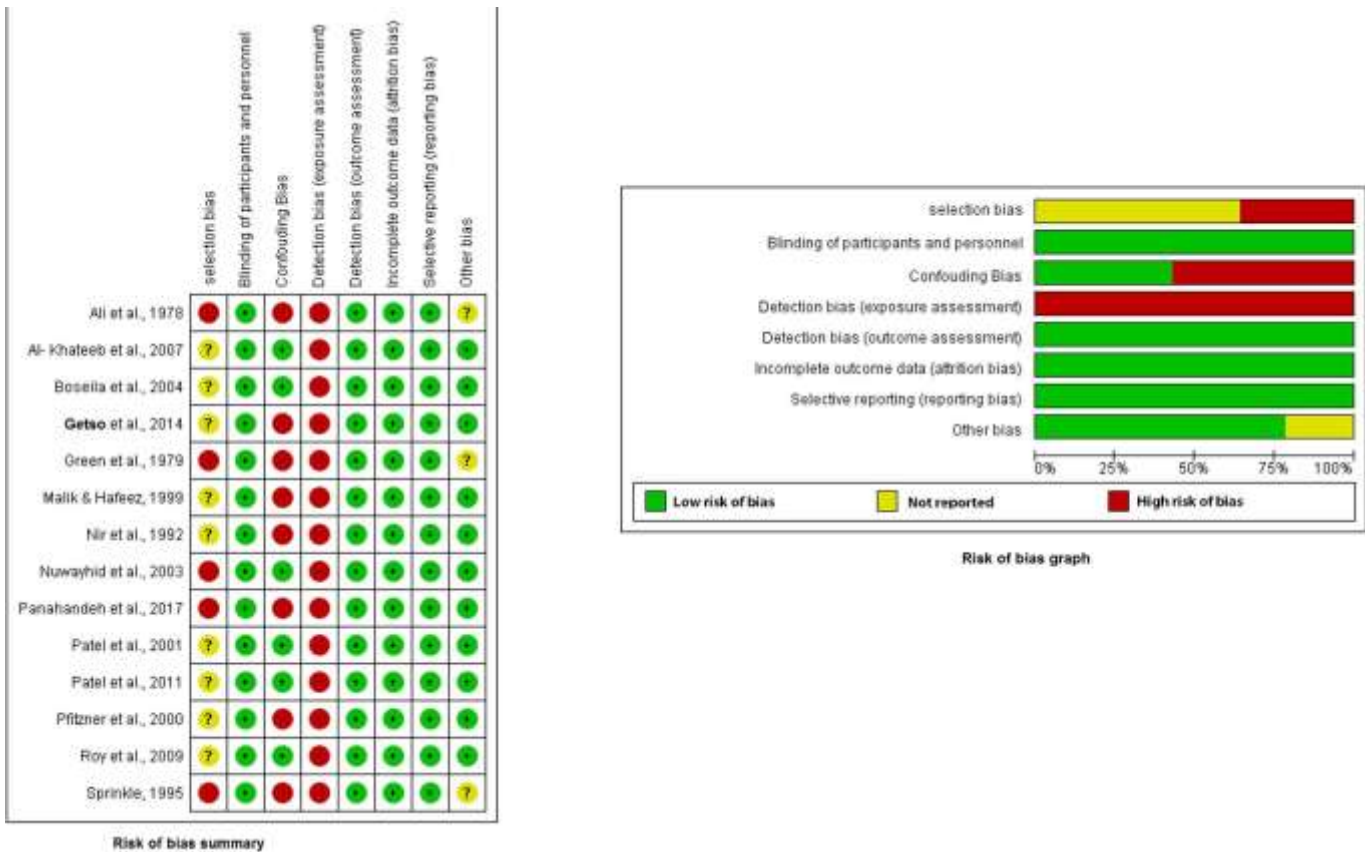 selection bias
Blinding of participants and personnel
Confouding Bias
Detection bias (exposure assessment)
Detection bias (outcome assessment)
Incomplete outcome data (attrition bias)
Selective reporting (reporting bias)
Other bias
Ali et al., 1978 ?
Al- Khateeb et al., 2007 ?
Boseila et al., 2004 ?
Getso et al., 2014 ?
Green et al., 1979 ?
Malik & Hafeez, 1999 ?
Nir et al., 1992 ?
Nuwayhid et al., 2003
Panahandeh et al., 2017
Patel et al., 2001 ?
Patel et al., 2011 ?
Pfitzner et al., 2000 ?
Roy et al., 2009 ?
Sprinkle, 1995 ?
Risk of bias summary
selection bias
Blinding of participants and personnel
Confouding Bias
Detection bias (exposure assessment)
Detection bias (outcome assessment)
Incomplete outcome data (attrition bias)
Selective reporting (reporting bias)
Other bias
0% 25% 50% 75% 100%
Low risk of bias Not reported High risk of bias
Risk of bias graph